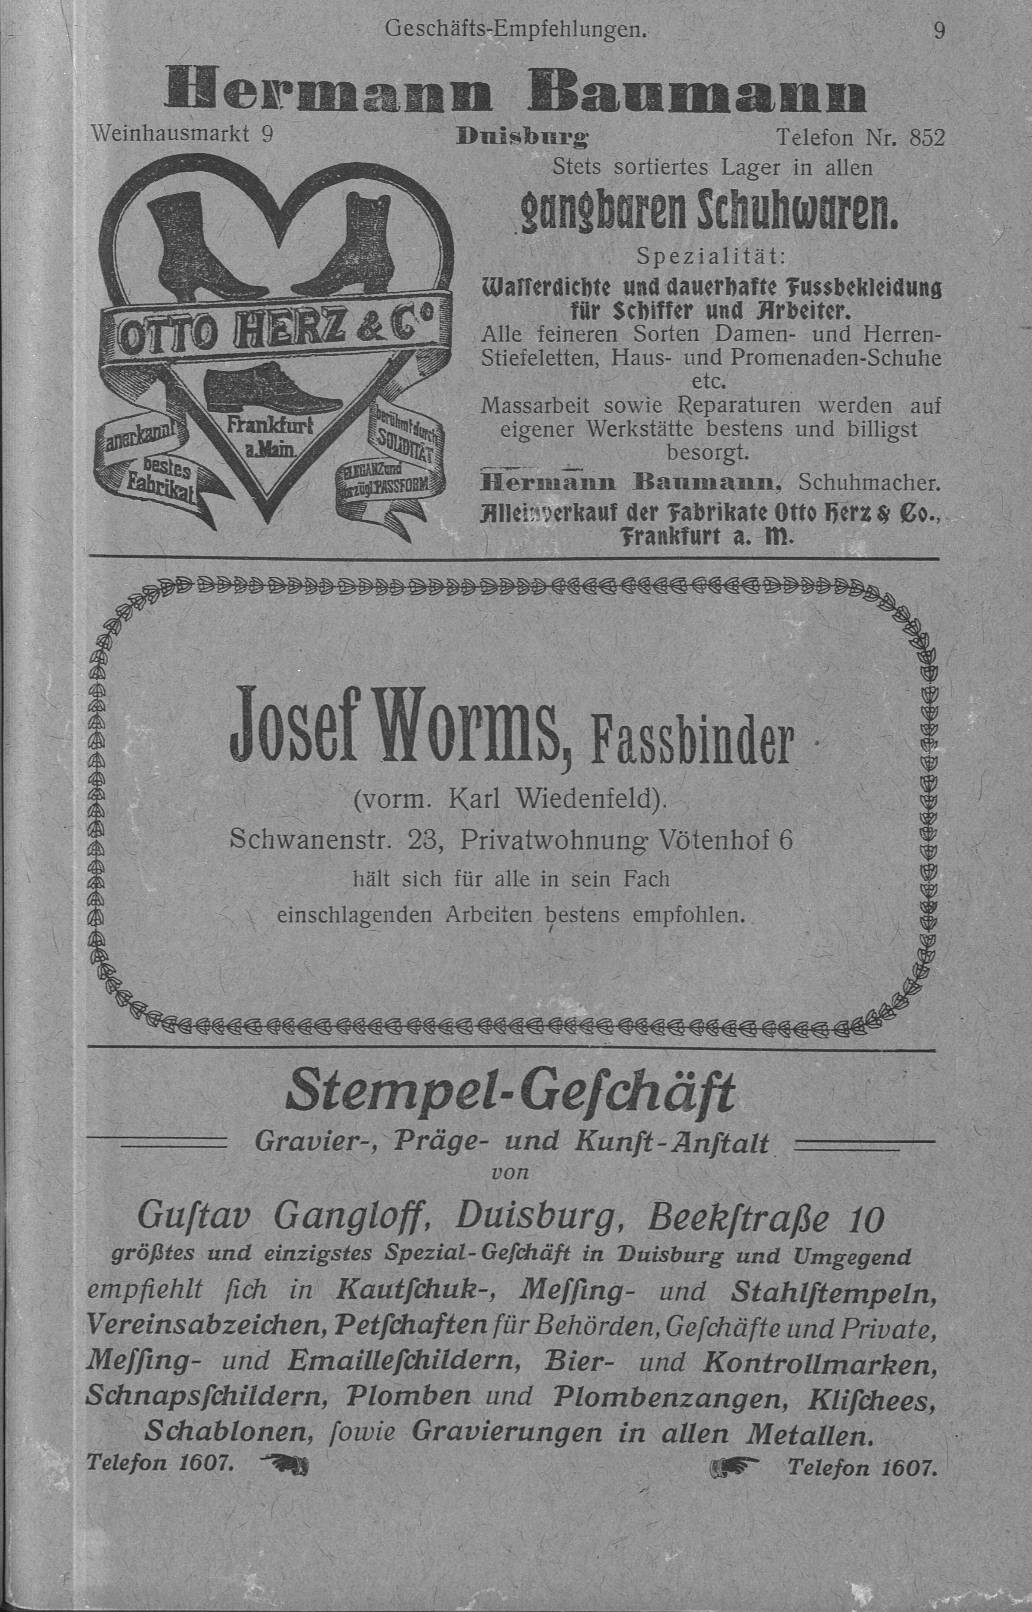 Geschäfts-Empfehlungen. 9
Hermann Baumann
Weinhausmarkt 9 Duisburg Telefon Nr. 852
OTTO HERZ & Co
Frankfurt
a. Main.
anerkannt
bestes
Fabrikat
berühmt durch
SOLIDITÄT
ELEGANZ und
vorzügl. PASSFORM
Stets sortiertes Lager in allen
gangbaren Schuhwaren.
Spezialität:
Wasserdichte und dauerhafte Fussbekleidung
für Schiffer und Arbeiter.
Alle feineren Sorten Damen- und Herren-
Stiefeletten, Haus- und Promenaden-Schuhe
etc.
Massarbeit sowie Reparaturen werden auf
eigener Werkstätte bestens und billigst
besorgt.
Hermann Baumann, Schuhmacher.
Alleinverkauf der Fabrikate Otto Herz & Co.,
Frankfurt a. M.
Josef Worms, Fassbinder
(vorm. Karl Wiedenfeld).
Schwanenstr. 23, Privatwohnung Vötenhof 6
hält sich für alle in sein Fach
einschlagenden Arbeiten bestens empfohlen.
Stempel-Geſchäft
Gravier-, Präge- und Kunſt-Anſtalt
von
Guſtav Gangloff, Duisburg, Beekſtraße 10
größtes und einzigstes Spezial-Geſchäft in Duisburg und Umgegend
empfiehlt ſich in Kautſchuk-, Meſſing- und Stahlſtempeln,
Vereinsabzeichen, Petſchaften für Behörden, Geſchäfte und Private,
Meſſing- und Emailleſchildern, Bier- und Kontrollmarken,
Schnapsſchildern, Plomben und Plombenzangen, Kliſchees,
Schablonen, ſowie Gravierungen in allen Metallen.
Telefon 1607. Telefon 1607.